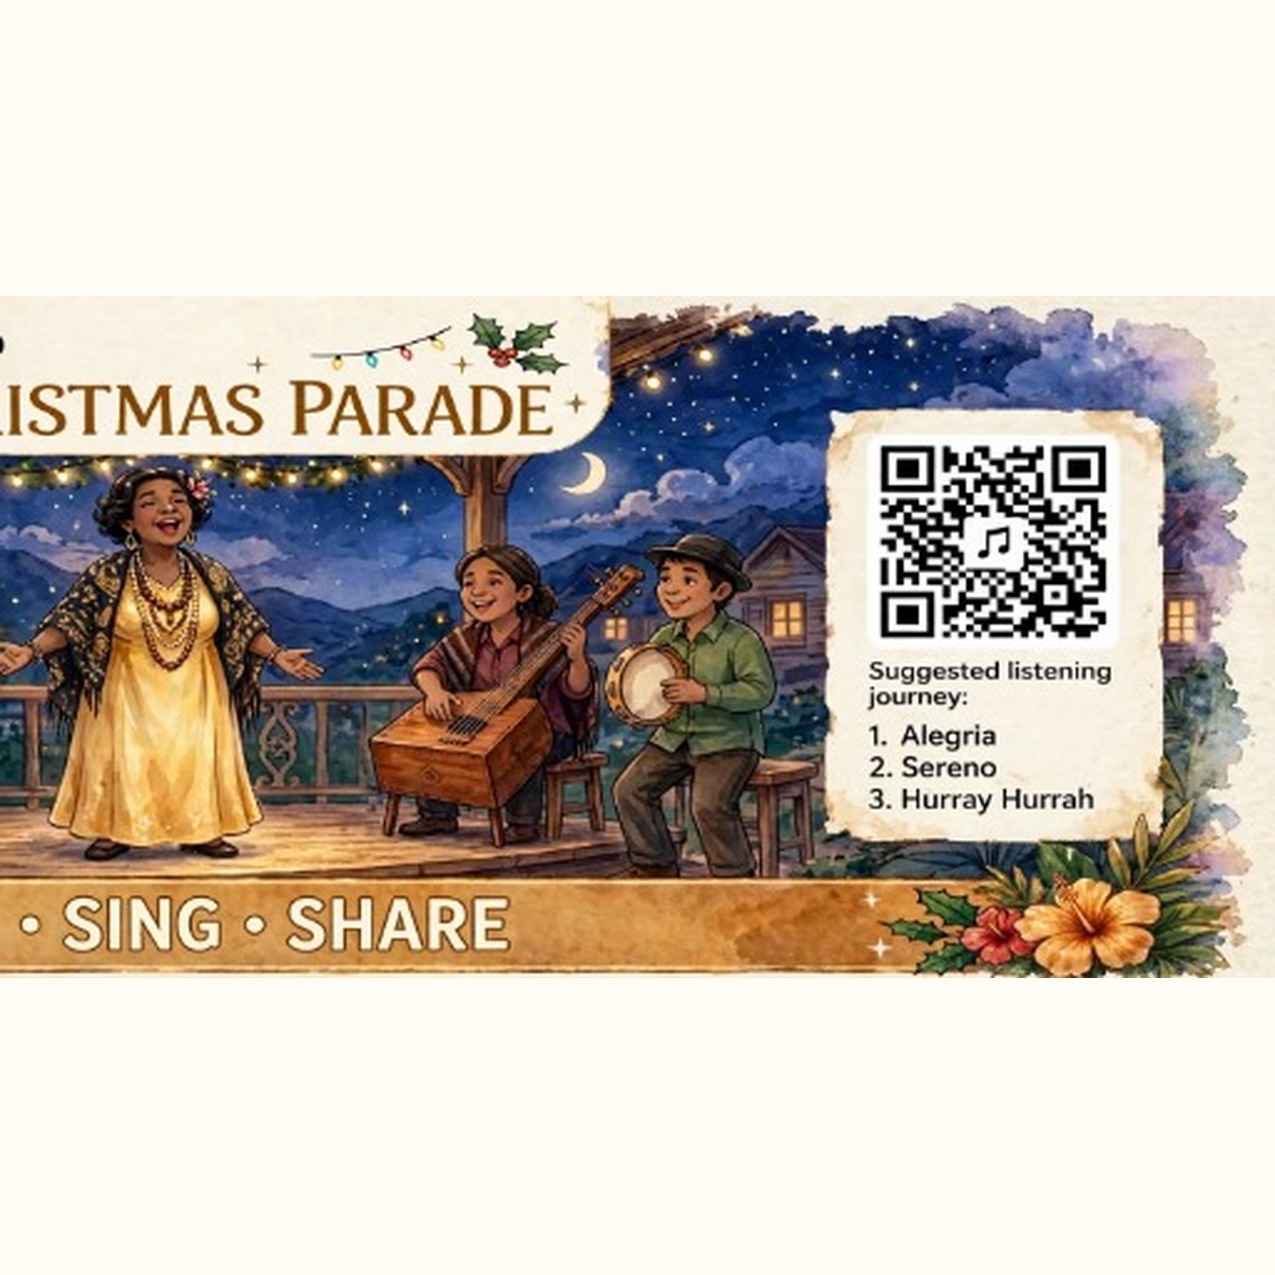 ISTMAS PARADE
Suggested listening
journey:
1. Alegria
2. Sereno
3. Hurray Hurrah
• SING • SHARE